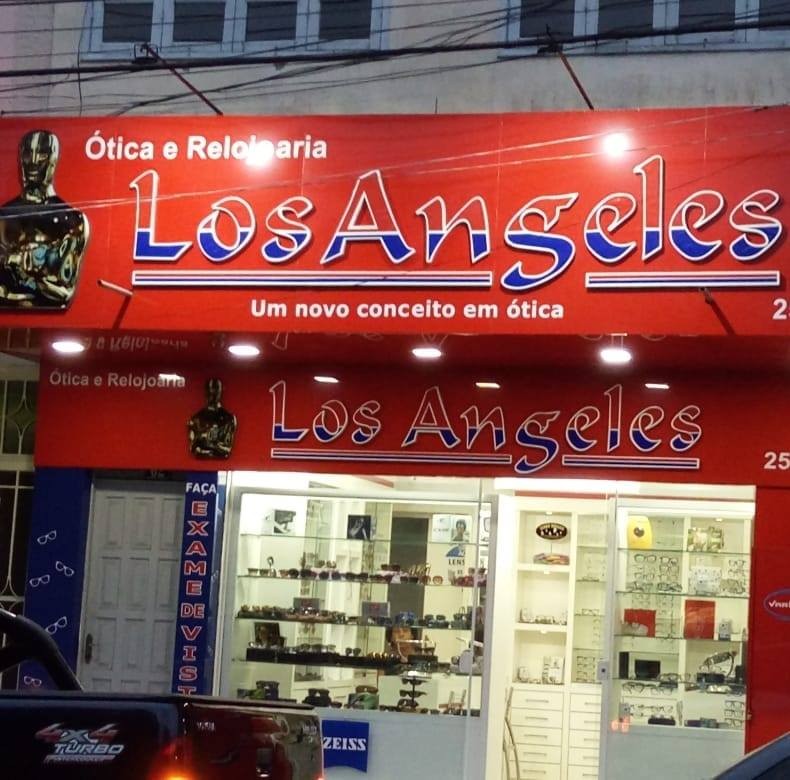 Ótica e Relojoaria
Los Angeles
Um novo conceito em ótica
Ótica e Relojoaria
Los Angeles
25
FAÇA
EXAME DE VIST
ZEISS
4x4
TURBO